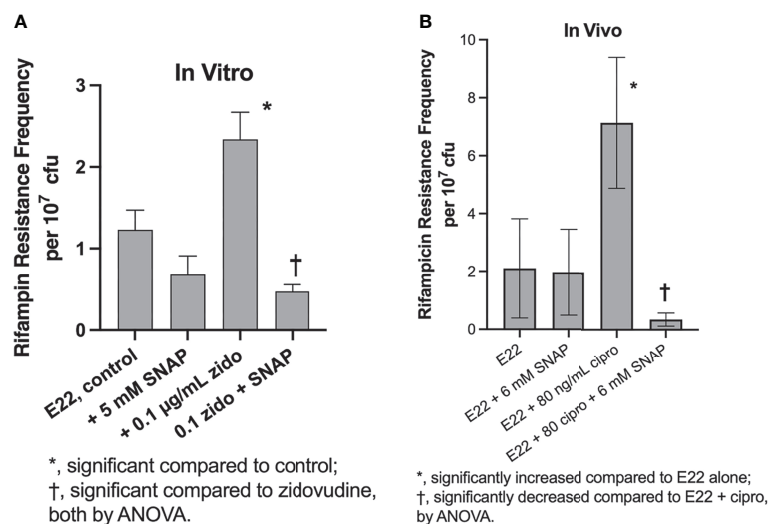 A
In Vitro
Rifampin Resistance Frequency
per 10⁷ cfu
3
2
1
0
*
†
E22, control
+ 5 mM SNAP
+ 0.1 µg/mL zido
0.1 zido + SNAP
*, significant compared to control;
†, significant compared to zidovudine,
both by ANOVA.
B
In Vivo
Rifampicin Resistance Frequency
per 10⁷ cfu
10
8
6
4
2
0
*
†
E22
E22 + 6 mM SNAP
E22 + 80 ng/mL cipro
E22 + 80 cipro + 6 mM SNAP
*, significantly increased compared to E22 alone;
†, significantly decreased compared to E22 + cipro,
by ANOVA.